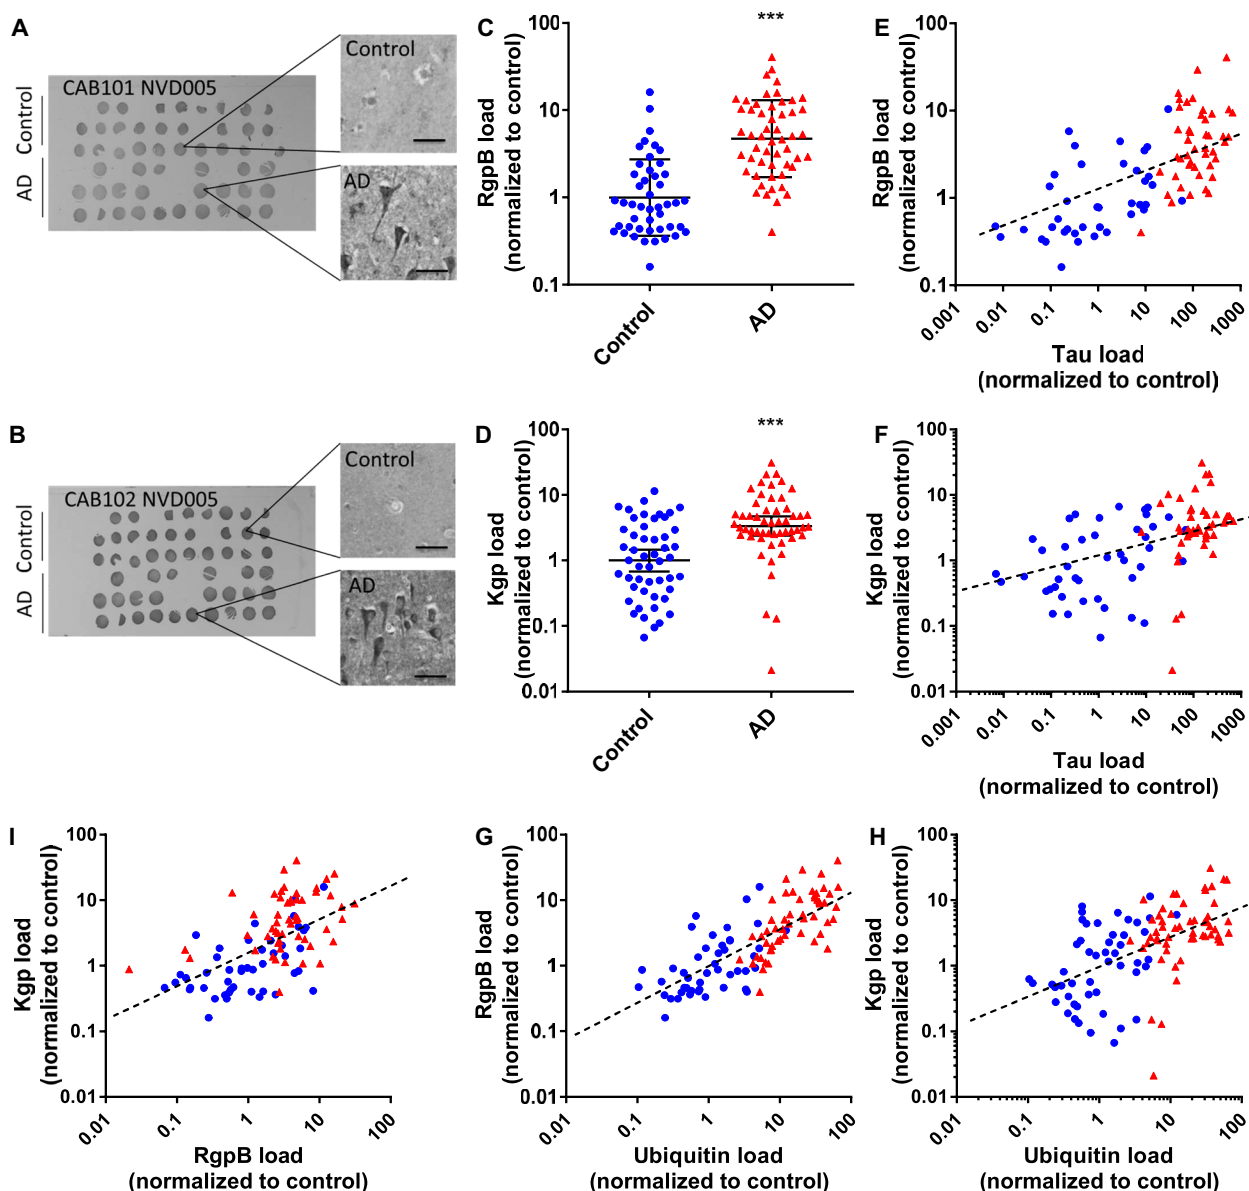 A
CAB101 NVD005
Control
AD
Control
AD
C
RgpB load
(normalized to control)
100
10
1
0.1
***
Control
AD
E
RgpB load
(normalized to control)
100
10
1
0.1
0.001
0.01
0.1
1
10
100
1000
Tau load
(normalized to control)
B
CAB102 NVD005
Control
AD
Control
AD
D
Kgp load
(normalized to control)
100
10
1
0.1
0.01
***
Control
AD
F
Kgp load
(normalized to control)
100
10
1
0.1
0.01
0.001
0.01
0.1
1
10
100
1000
Tau load
(normalized to control)
I
Kgp load
(normalized to control)
100
10
1
0.1
0.01
0.01
0.1
1
10
100
RgpB load
(normalized to control)
G
RgpB load
(normalized to control)
100
10
1
0.1
0.01
0.01
0.1
1
10
100
Ubiquitin load
(normalized to control)
H
Kgp load
(normalized to control)
100
10
1
0.1
0.01
0.01
0.1
1
10
100
Ubiquitin load
(normalized to control)